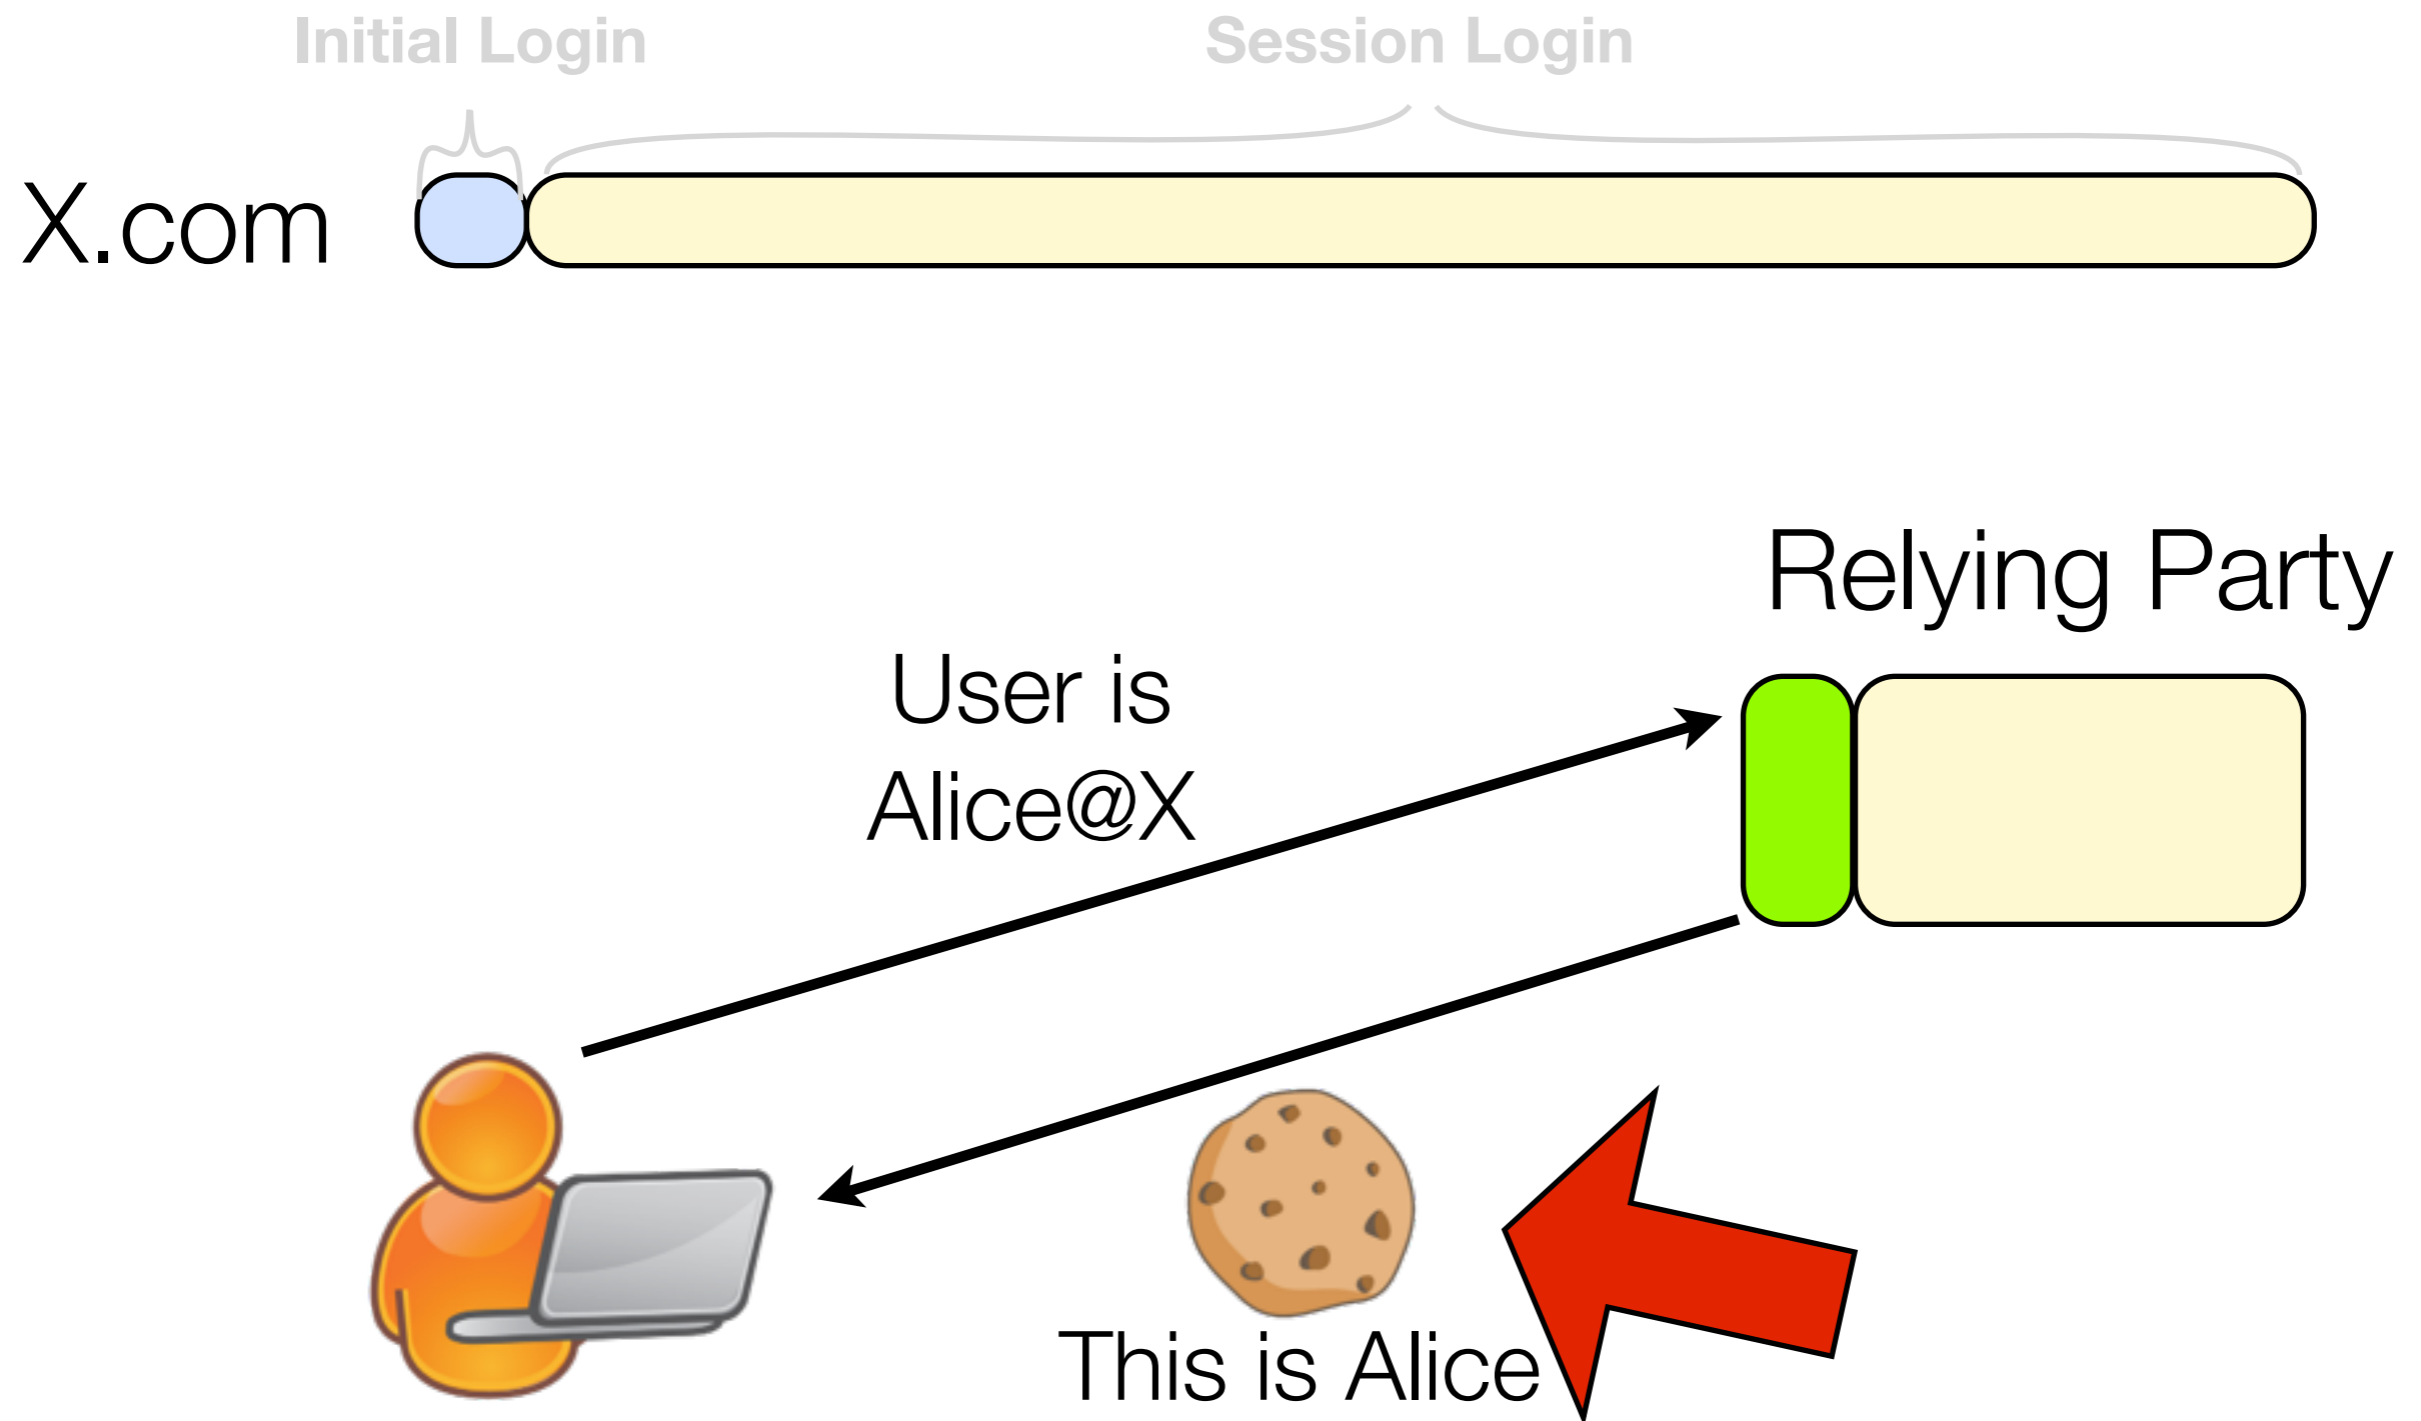 Initial Login
Session Login
X.com
Relying Party
User is
Alice@X
This is Alice